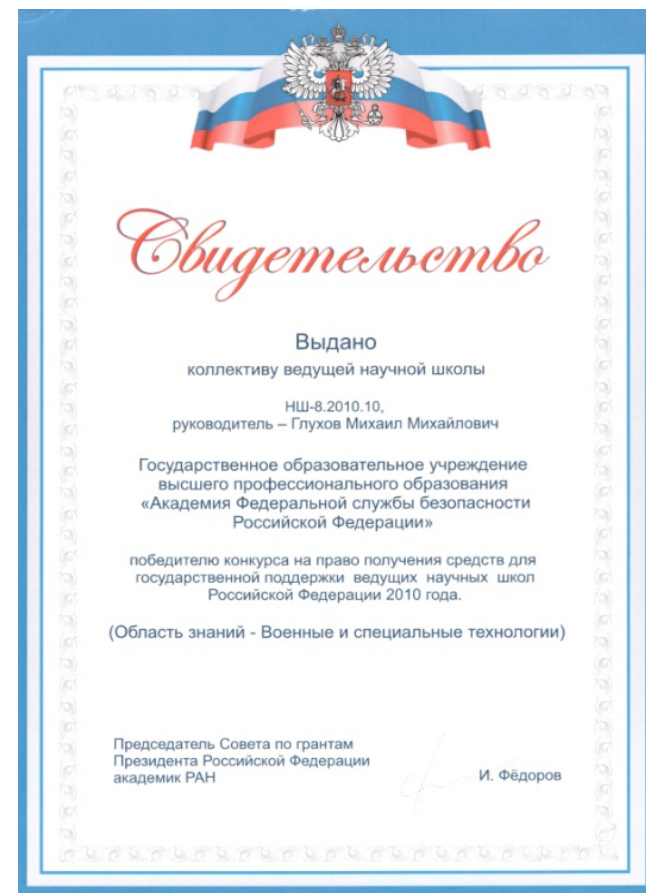 Свидетельство
Выдано
коллективу ведущей научной школы
НШ-8.2010.10,
руководитель – Глухов Михаил Михайлович
Государственное образовательное учреждение
высшего профессионального образования
«Академия Федеральной службы безопасности
Российской Федерации»
победителю конкурса на право получения средств для
государственной поддержки ведущих научных школ
Российской Федерации 2010 года.
(Область знаний - Военные и специальные технологии)
Председатель Совета по грантам
Президента Российской Федерации
академик РАН
И. Фёдоров